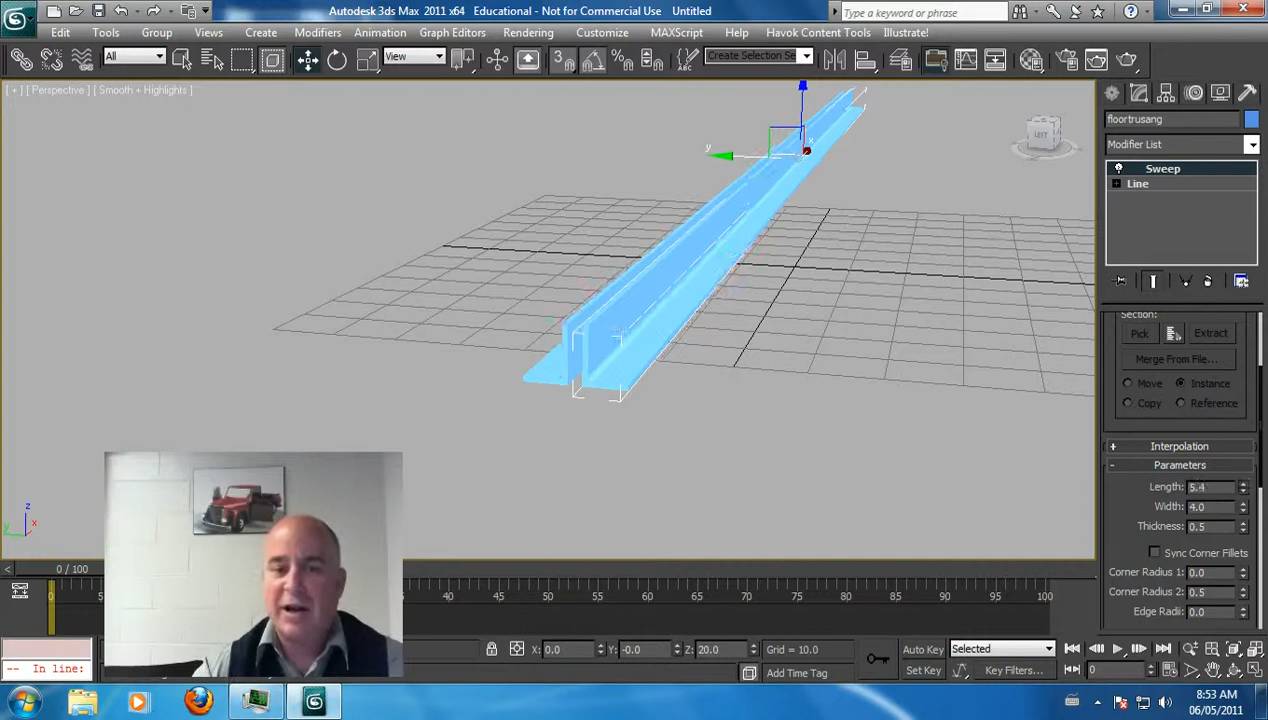 Autodesk 3ds Max 2011 x64   Educational - Not for Commercial Use   Untitled
Type a keyword or phrase
Edit Tools Group Views Create Modifiers Animation Graph Editors Rendering Customize MAXScript Help Havok Content Tools Illustrate!
All View 3 Create Selection Se
[ + ] [ Perspective ] [ Smooth + Highlights ]
floortrusang
Modifier List
Sweep
Line
Section:
Pick Extract
Merge From File...
Move Instance
Copy Reference
Interpolation
Parameters
Length: 5.4
Width: 4.0
Thickness: 0.5
Sync Corner Fillets
Corner Radius 1: 0.0
Corner Radius 2: 0.5
Edge Radi: 0.0
LEFT
y
x
z
y x
0 / 100
0 5 40 45 50 55 60 65 70 75 80 85 90 95 100
X: 0.0 Y: -0.0 Z: 20.0 Grid = 10.0
Auto Key Selected
Set Key Key Filters...
0
-- In line:
Add Time Tag
8:53 AM
06/05/2011